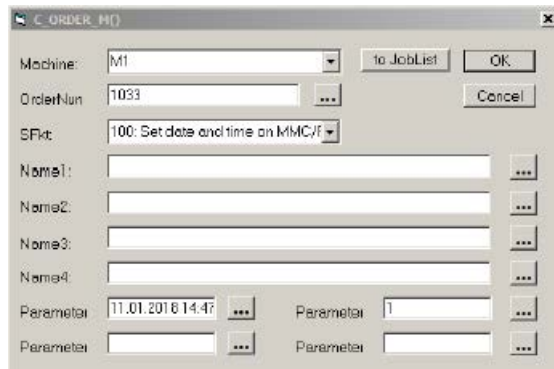 C_ORDER_M()
Machine: M1 to JobList OK
OrderNun 1033 ... Cancel
SFkt: 100: Set date and time on MMC/F
Name1: ...
Name2: ...
Name3: ...
Name4: ...
Parameter 11.01.2018 14:47 ... Parameter 1 ...
Parameter ... Parameter ...